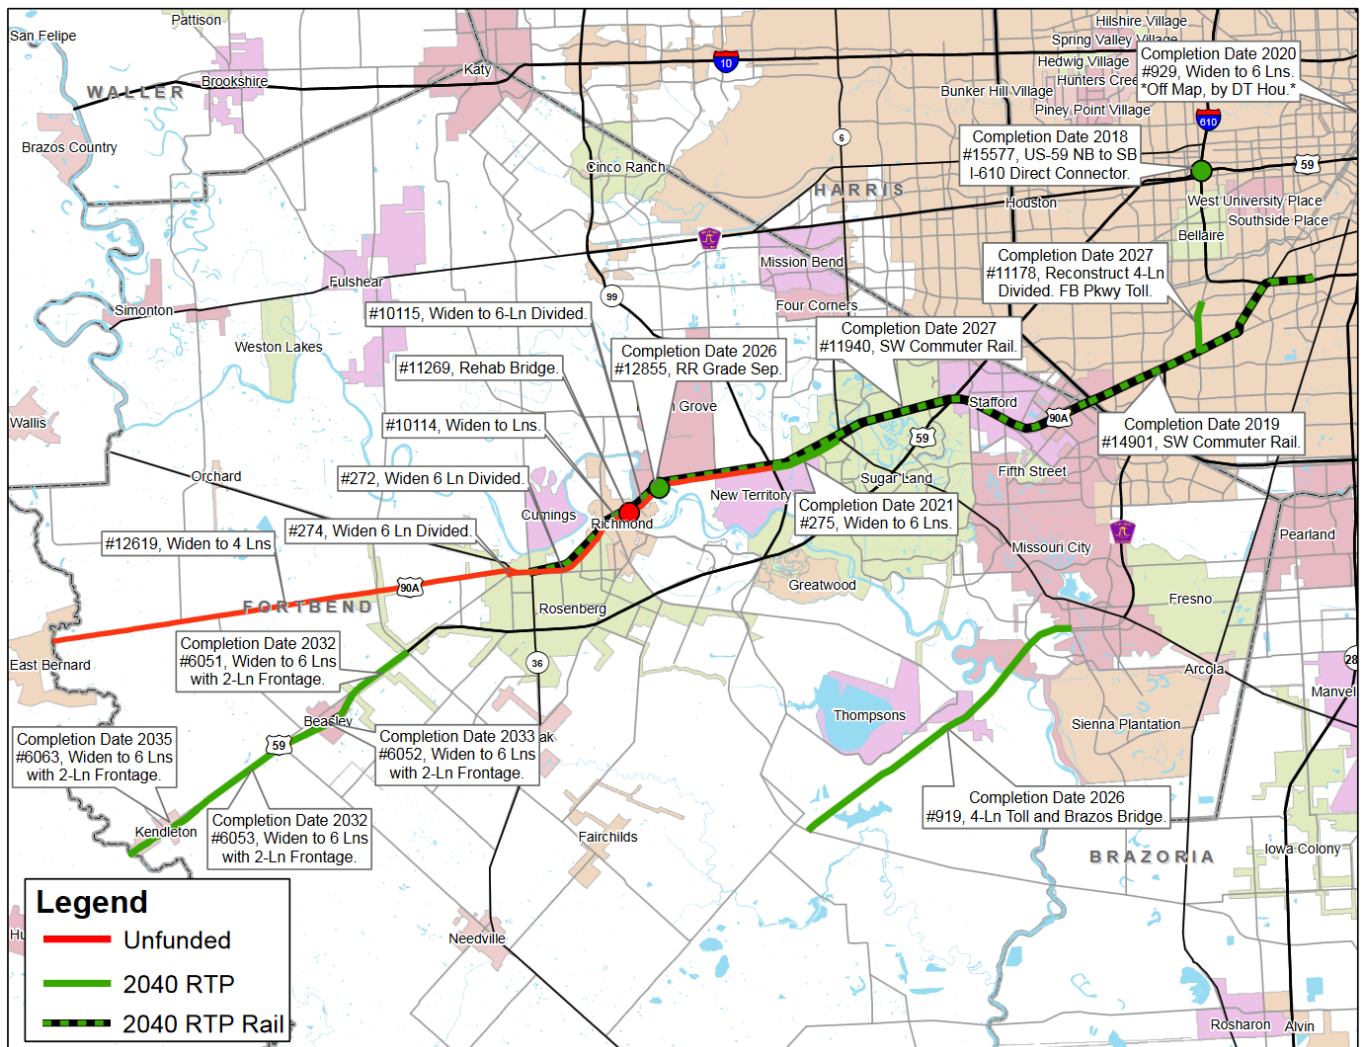 San Felipe
Pattison
WALLER
Brookshire
Katy
10
Hilshire Village
Spring Valley Village
Hedwig Village
Hunters Cree
Bunker Hill Village
Piney Point Village
Completion Date 2020
#929, Widen to 6 Lns.
*Off Map, by DT Hou.*
610
6
Completion Date 2018
#15577, US-59 NB to SB
I-610 Direct Connector.
59
Brazos Country
Cinco Ranch
HARRIS
Houston
West University Place
Southside Place
Bellaire
Completion Date 2027
#11178, Reconstruct 4-Ln
Divided. FB Pkwy Toll.
Mission Bend
Fulshear
99
Four Corners
Simonton
#10115, Widen to 6-Ln Divided.
Weston Lakes
Completion Date 2027
#11940, SW Commuter Rail.
Completion Date 2026
#12855, RR Grade Sep.
#11269, Rehab Bridge.
Grove
Stafford
90A
Wallis
#10114, Widen to Lns.
59
Completion Date 2019
#14901, SW Commuter Rail.
Orchard
#272, Widen 6 Ln Divided.
Sugar Land
Fifth Street
New Territory
Completion Date 2021
#275, Widen to 6 Lns.
Cumings
Richmond
#274, Widen 6 Ln Divided.
#12619, Widen to 4 Lns
Missouri City
Pearland
90A
Greatwood
FORTBEND
Rosenberg
Fresno
Completion Date 2032
#6051, Widen to 6 Lns
with 2-Ln Frontage.
East Bernard
36
28
Arcola
Manvel
Beasley
Thompsons
Sienna Plantation
Completion Date 2035
#6063, Widen to 6 Lns
with 2-Ln Frontage.
59
Completion Date 2033
#6052, Widen to 6 Lns
with 2-Ln Frontage.
ak
Completion Date 2026
#919, 4-Ln Toll and Brazos Bridge.
Kendleton
Completion Date 2032
#6053, Widen to 6 Lns
with 2-Ln Frontage.
Fairchilds
BRAZORIA
Iowa Colony
Legend
Unfunded
2040 RTP
2040 RTP Rail
Hu
Needville
Rosharon
Alvin